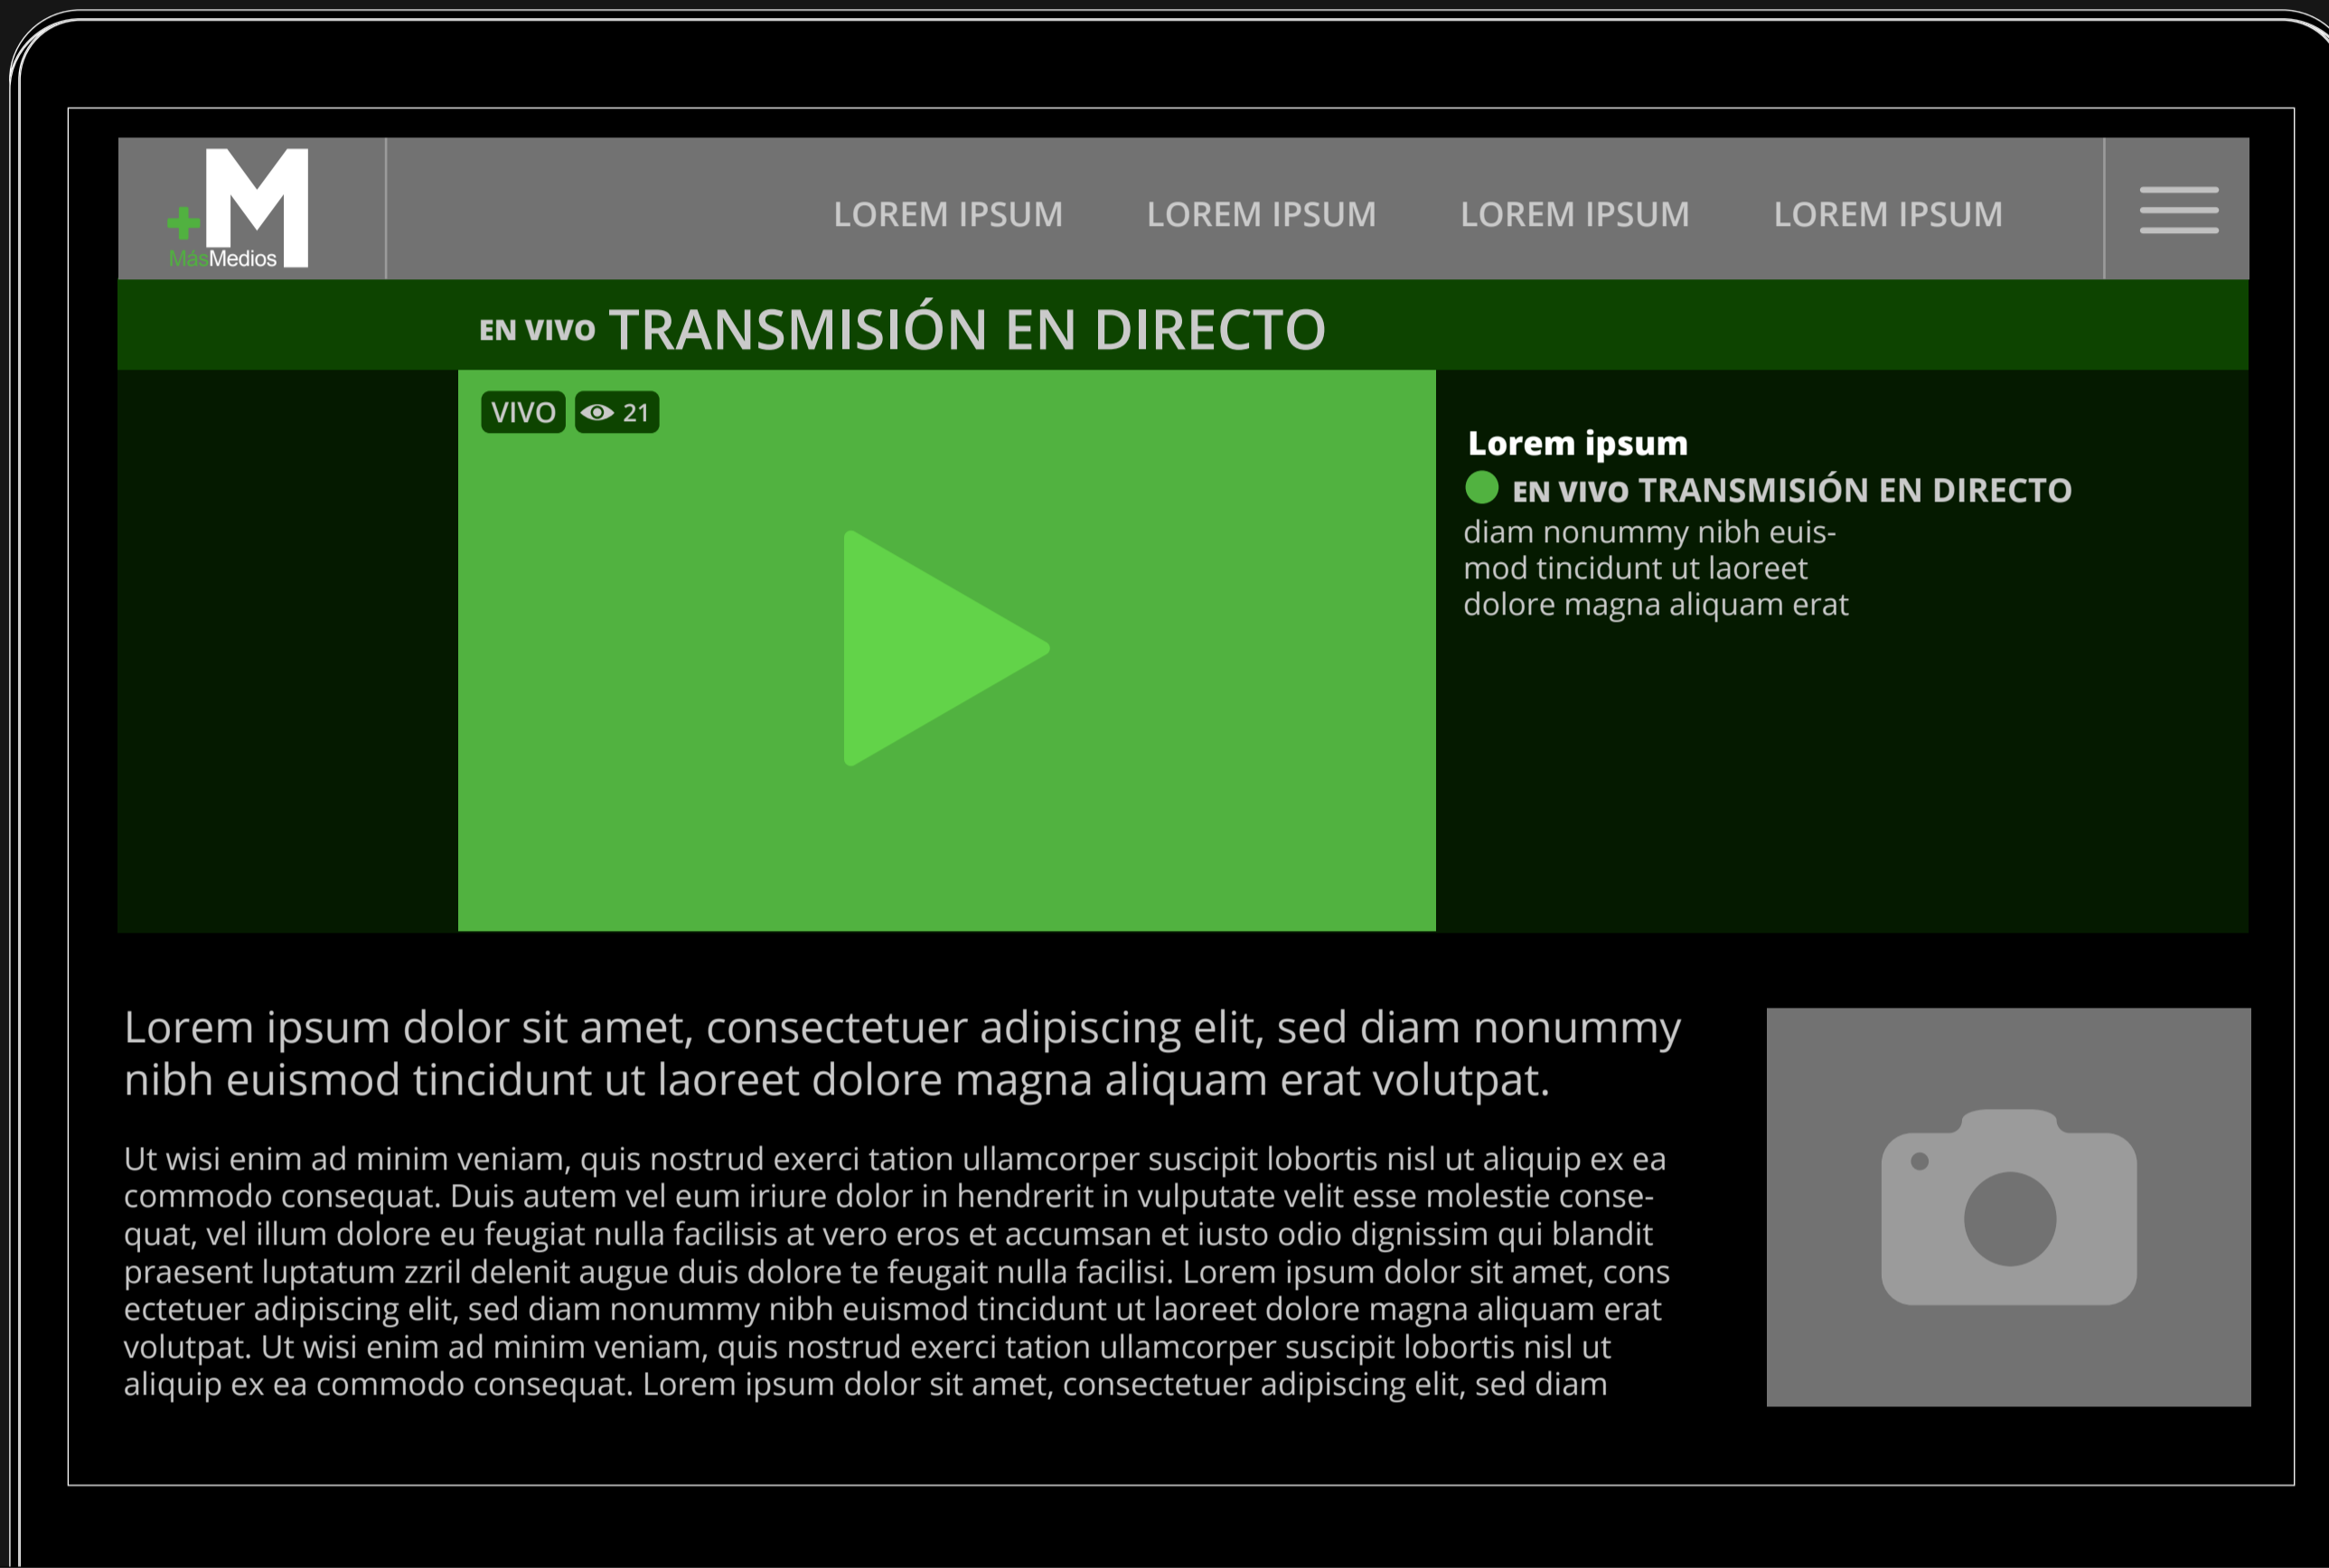 +M
MásMedios
LOREM IPSUM LOREM IPSUM LOREM IPSUM LOREM IPSUM
EN VIVO TRANSMISIÓN EN DIRECTO
VIVO 21
Lorem ipsum
EN VIVO TRANSMISIÓN EN DIRECTO
diam nonummy nibh euis-
mod tincidunt ut laoreet
dolore magna aliquam erat
Lorem ipsum dolor sit amet, consectetuer adipiscing elit, sed diam nonummy
nibh euismod tincidunt ut laoreet dolore magna aliquam erat volutpat.
Ut wisi enim ad minim veniam, quis nostrud exerci tation ullamcorper suscipit lobortis nisl ut aliquip ex ea
commodo consequat. Duis autem vel eum iriure dolor in hendrerit in vulputate velit esse molestie conse-
quat, vel illum dolore eu feugiat nulla facilisis at vero eros et accumsan et iusto odio dignissim qui blandit
praesent luptatum zzril delenit augue duis dolore te feugait nulla facilisi. Lorem ipsum dolor sit amet, cons
ectetuer adipiscing elit, sed diam nonummy nibh euismod tincidunt ut laoreet dolore magna aliquam erat
volutpat. Ut wisi enim ad minim veniam, quis nostrud exerci tation ullamcorper suscipit lobortis nisl ut
aliquip ex ea commodo consequat. Lorem ipsum dolor sit amet, consectetuer adipiscing elit, sed diam